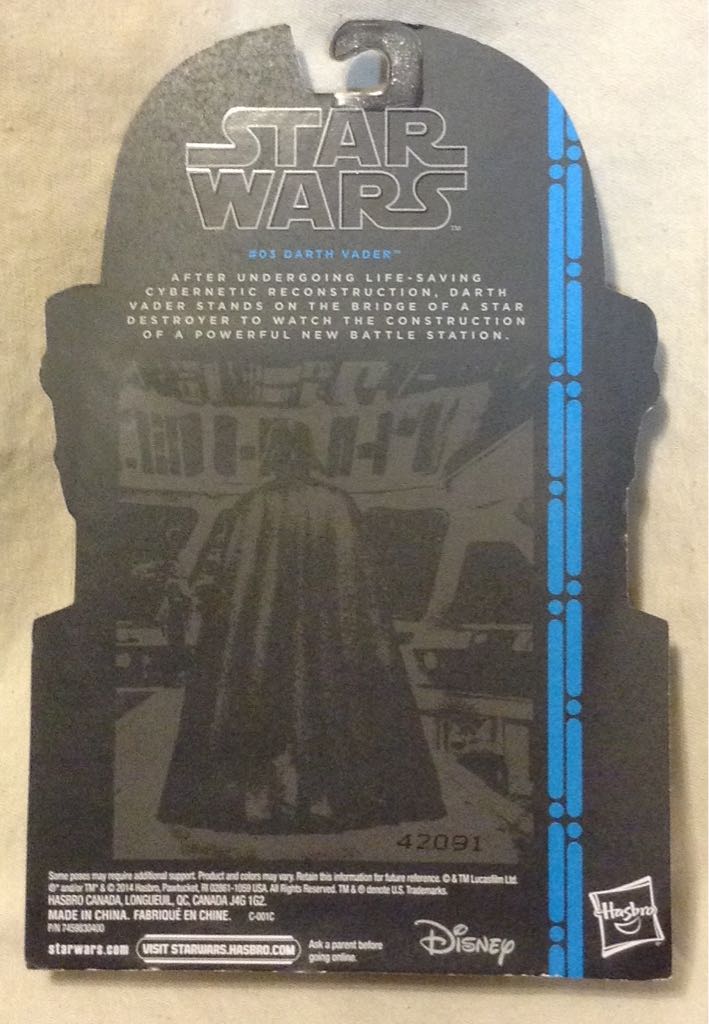 STAR
WARS
™
#03 DARTH VADER™
AFTER UNDERGOING LIFE-SAVING
CYBERNETIC RECONSTRUCTION, DARTH
VADER STANDS ON THE BRIDGE OF A STAR
DESTROYER TO WATCH THE CONSTRUCTION
OF A POWERFUL NEW BATTLE STATION.
42091
Some poses may require additional support. Product and colors may vary. Retain this information for future reference. © & TM Lucasfilm Ltd.
®* and/or TM* & © 2014 Hasbro, Pawtucket, RI 02861-1059 USA. All Rights Reserved. TM & ® denote U.S. Trademarks.
HASBRO CANADA, LONGUEUIL, QC, CANADA J4G 1G2.
MADE IN CHINA. FABRIQUÉ EN CHINE. C-001C
P/N 7459830400
starwars.com VISIT STARWARS.HASBRO.COM Ask a parent before
going online.
Disney
Hasbro